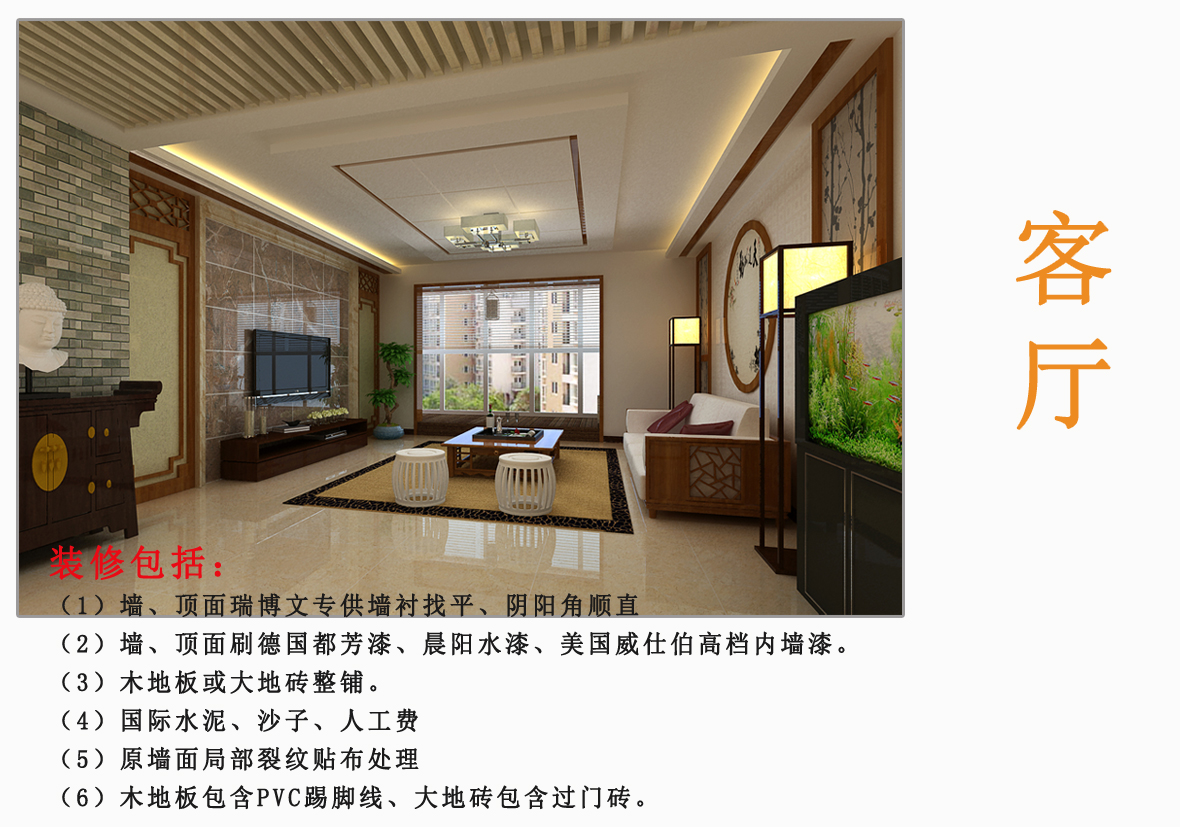 客厅
装修包括：
（1）墙、顶面瑞博文专供墙衬找平、阴阳角顺直
（2）墙、顶面刷德国都芳漆、晨阳水漆、美国威仕伯高档内墙漆。
（3）木地板或大地砖整铺。
（4）国际水泥、沙子、人工费
（5）原墙面局部裂纹贴布处理
（6）木地板包含PVC踢脚线、大地砖包含过门砖。